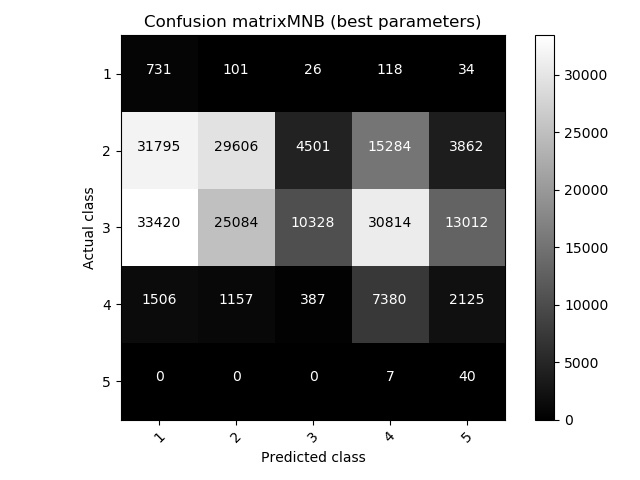 Confusion matrixMNB (best parameters)
1 731 101 26 118 34
2 31795 29606 4501 15284 3862
3 33420 25084 10328 30814 13012
4 1506 1157 387 7380 2125
5 0 0 0 7 40
1 2 3 4 5
Predicted class
Actual class
30000
25000
20000
15000
10000
5000
0